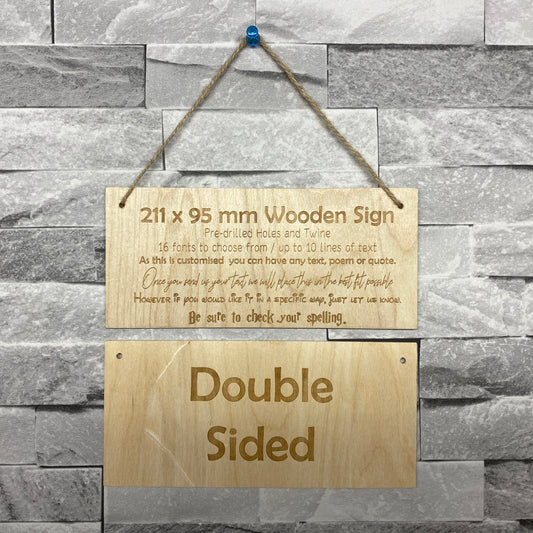 211 x 95 mm Wooden Sign
Pre-drilled Holes and Twine
16 fonts to choose from / up to 10 lines of text
As this is customised you can have any text, poem or quote.
Once you send us your text we will place this in the best fit possible
However if you would like it in a specific way, just let us know.
Be sure to check your spelling.
Double
Sided